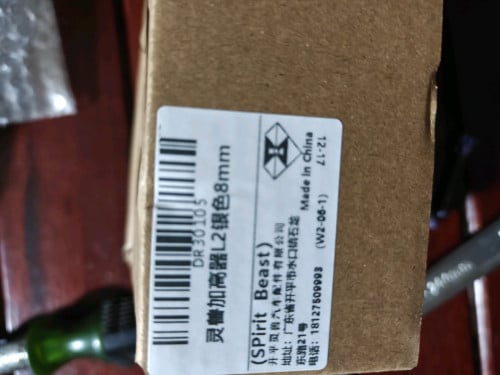 DR30105
灵兽加高器L2银色8mm
(SPirit Beast)
开平灵兽汽车配件有限公司
地址：广东省开平市水口镇石龙
东路21号
电话：18127509993 (W2-06-1)
Made in China
12-17